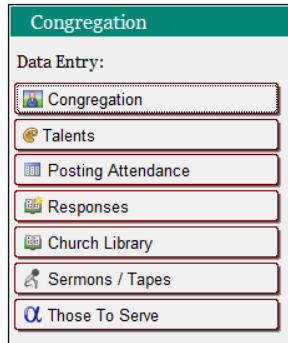 Congregation
Data Entry:
Congregation
Talents
Posting Attendance
Responses
Church Library
Sermons / Tapes
α Those To Serve